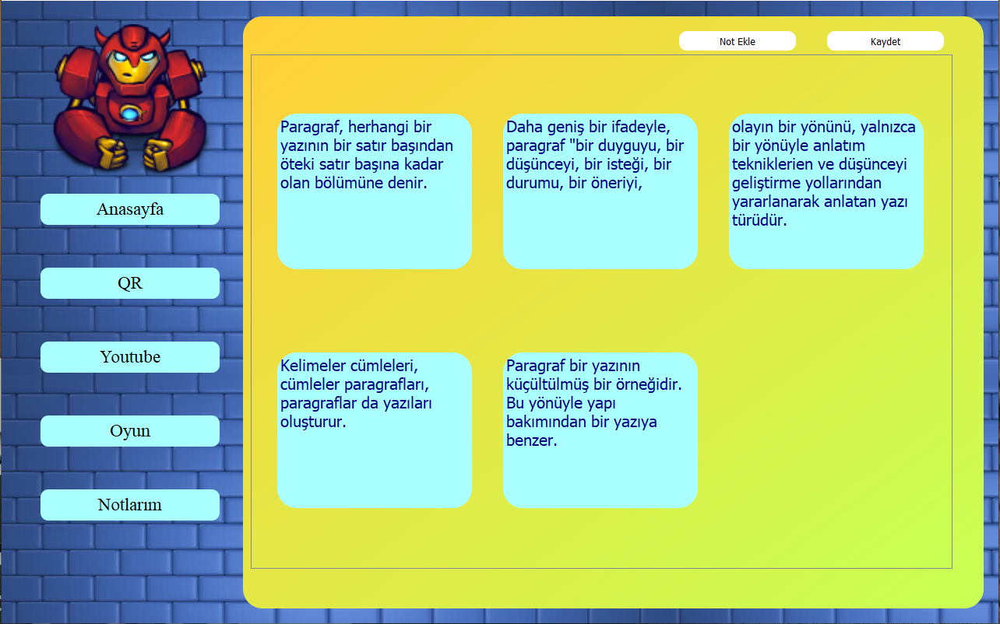 Not Ekle
Kaydet
Anasayfa
QR
Youtube
Oyun
Notlarım
Paragraf, herhangi bir
yazının bir satır başından
öteki satır başına kadar
olan bölümüne denir.
Daha geniş bir ifadeyle,
paragraf "bir duyguyu, bir
düşünceyi, bir isteği, bir
durumu, bir öneriyi,
olayın bir yönünü, yalnızca
bir yönüyle anlatım
tekniklerien ve düşünceyi
geliştirme yollarından
yararlanarak anlatan yazı
türüdür.
Kelimeler cümleleri,
cümleler paragrafları,
paragraflar da yazıları
oluşturur.
Paragraf bir yazının
küçültülmüş bir örneğidir.
Bu yönüyle yapı
bakımından bir yazıya
benzer.